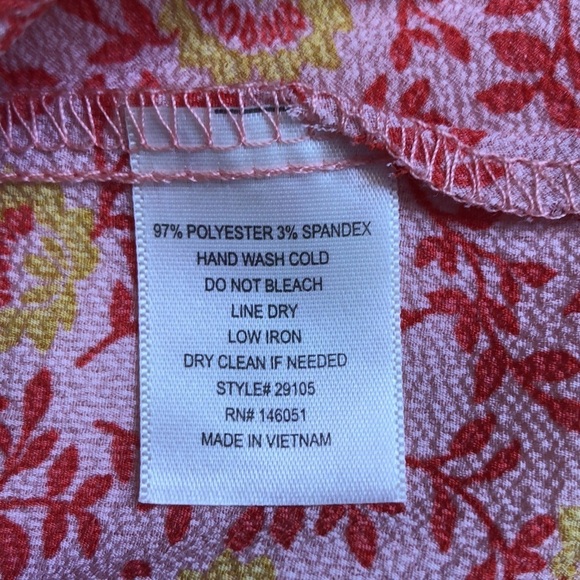 97% POLYESTER 3% SPANDEX
HAND WASH COLD
DO NOT BLEACH
LINE DRY
LOW IRON
DRY CLEAN IF NEEDED
STYLE# 29105
RN# 146051
MADE IN VIETNAM